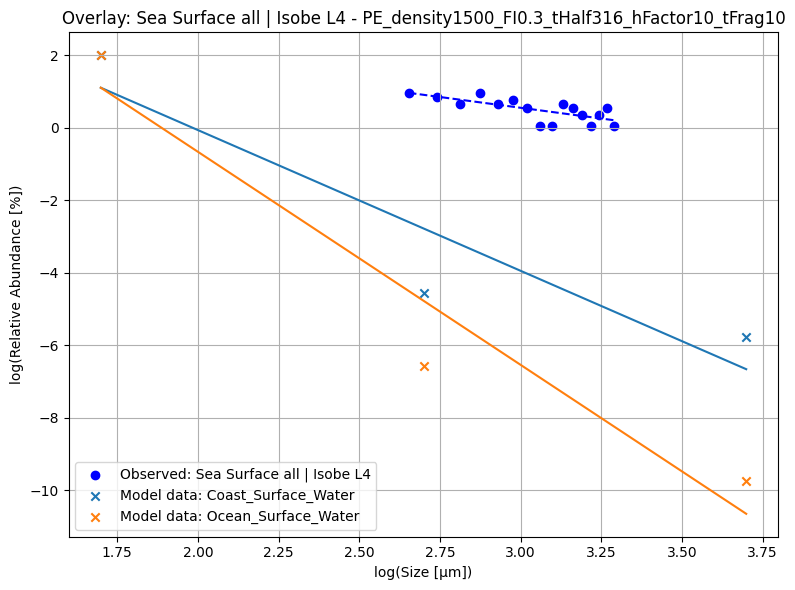 Overlay: Sea Surface all | Isobe L4 - PE_density1500_FI0.3_tHalf316_hFactor10_tFrag10
log(Relative Abundance [%])
2
0
−2
−4
−6
−8
−10
Observed: Sea Surface all | Isobe L4
Model data: Coast_Surface_Water
Model data: Ocean_Surface_Water
1.75 2.00 2.25 2.50 2.75 3.00 3.25 3.50 3.75
log(Size [μm])